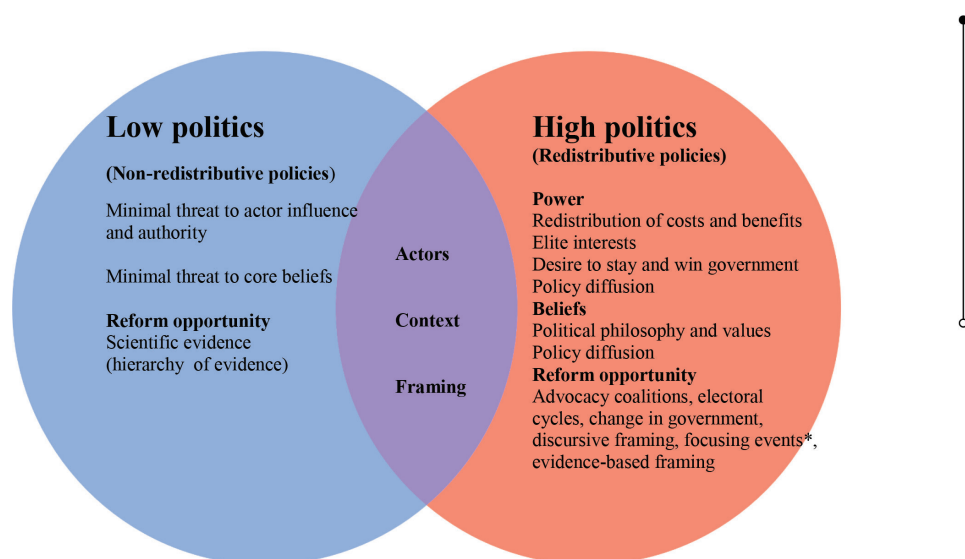 Low politics
(Non-redistributive policies)
Minimal threat to actor influence
and authority
Minimal threat to core beliefs
Reform opportunity
Scientific evidence
(hierarchy of evidence)
Actors
Context
Framing
High politics
(Redistributive policies)
Power
Redistribution of costs and benefits
Elite interests
Desire to stay and win government
Policy diffusion
Beliefs
Political philosophy and values
Policy diffusion
Reform opportunity
Advocacy coalitions, electoral
cycles, change in government,
discursive framing, focusing events*,
evidence-based framing